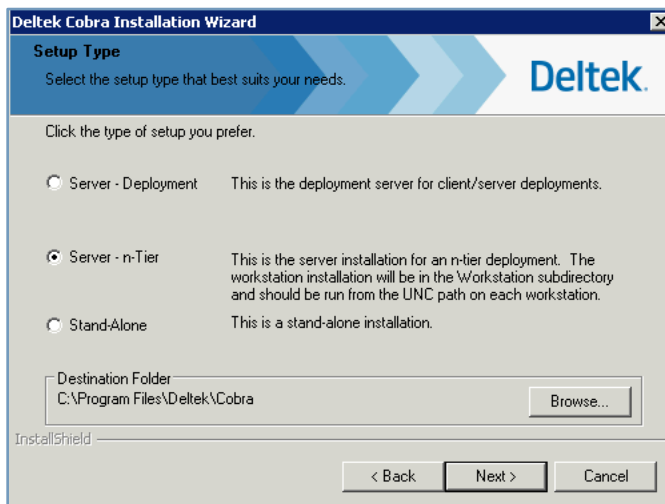 Deltek Cobra Installation Wizard
Setup Type
Select the setup type that best suits your needs.
Deltek.
Click the type of setup you prefer.
Server - Deployment This is the deployment server for client/server deployments.
Server - n-Tier This is the server installation for an n-tier deployment. The
workstation installation will be in the Workstation subdirectory
and should be run from the UNC path on each workstation.
Stand-Alone This is a stand-alone installation.
Destination Folder
C:\Program Files\Deltek\Cobra
Browse...
InstallShield
< Back Next > Cancel